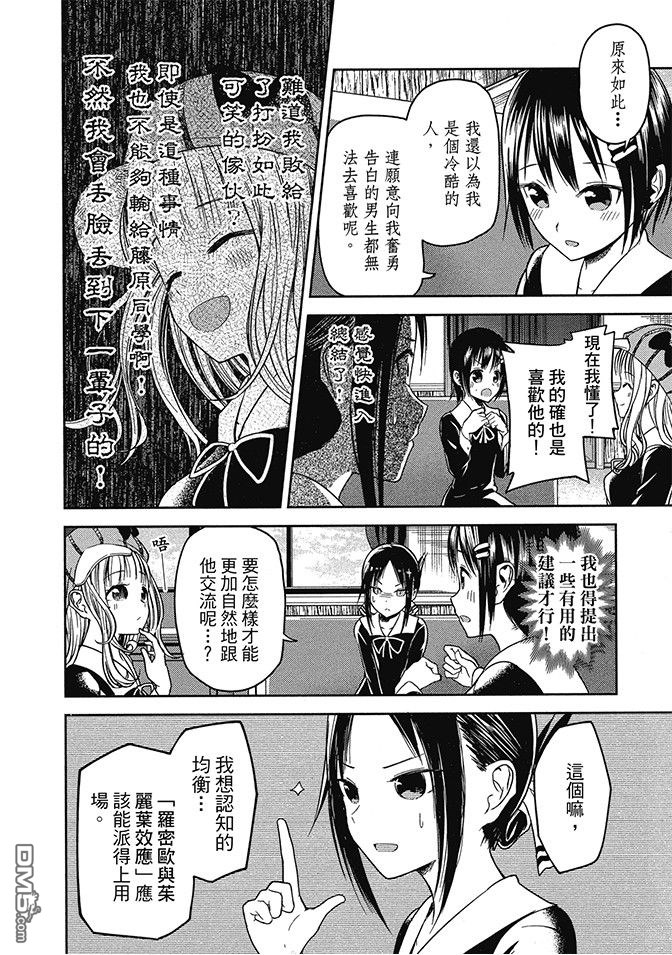 原來如此…
我還以為我
是個冷酷的
人，
連願意向我奮勇
告白的男生都無
法去喜歡呢。
現在我懂了！
我的確也是
喜歡他的！
感覺快進入
總結了！
難道我敗給
了打扮如此
可笑的傢伙？
即使是這種事情
我也不能夠輸給藤原同學啊！
不然我會丟臉丟到下一輩子的！
我也得提出
一些有用的
建議才行！
要怎麼樣才能
更加自然地跟
他交流呢…？
唔
這個嘛，
我想認知的
均衡…
「羅密歐與茱
麗葉效應」應
該能派得上用
場。
DM5.com